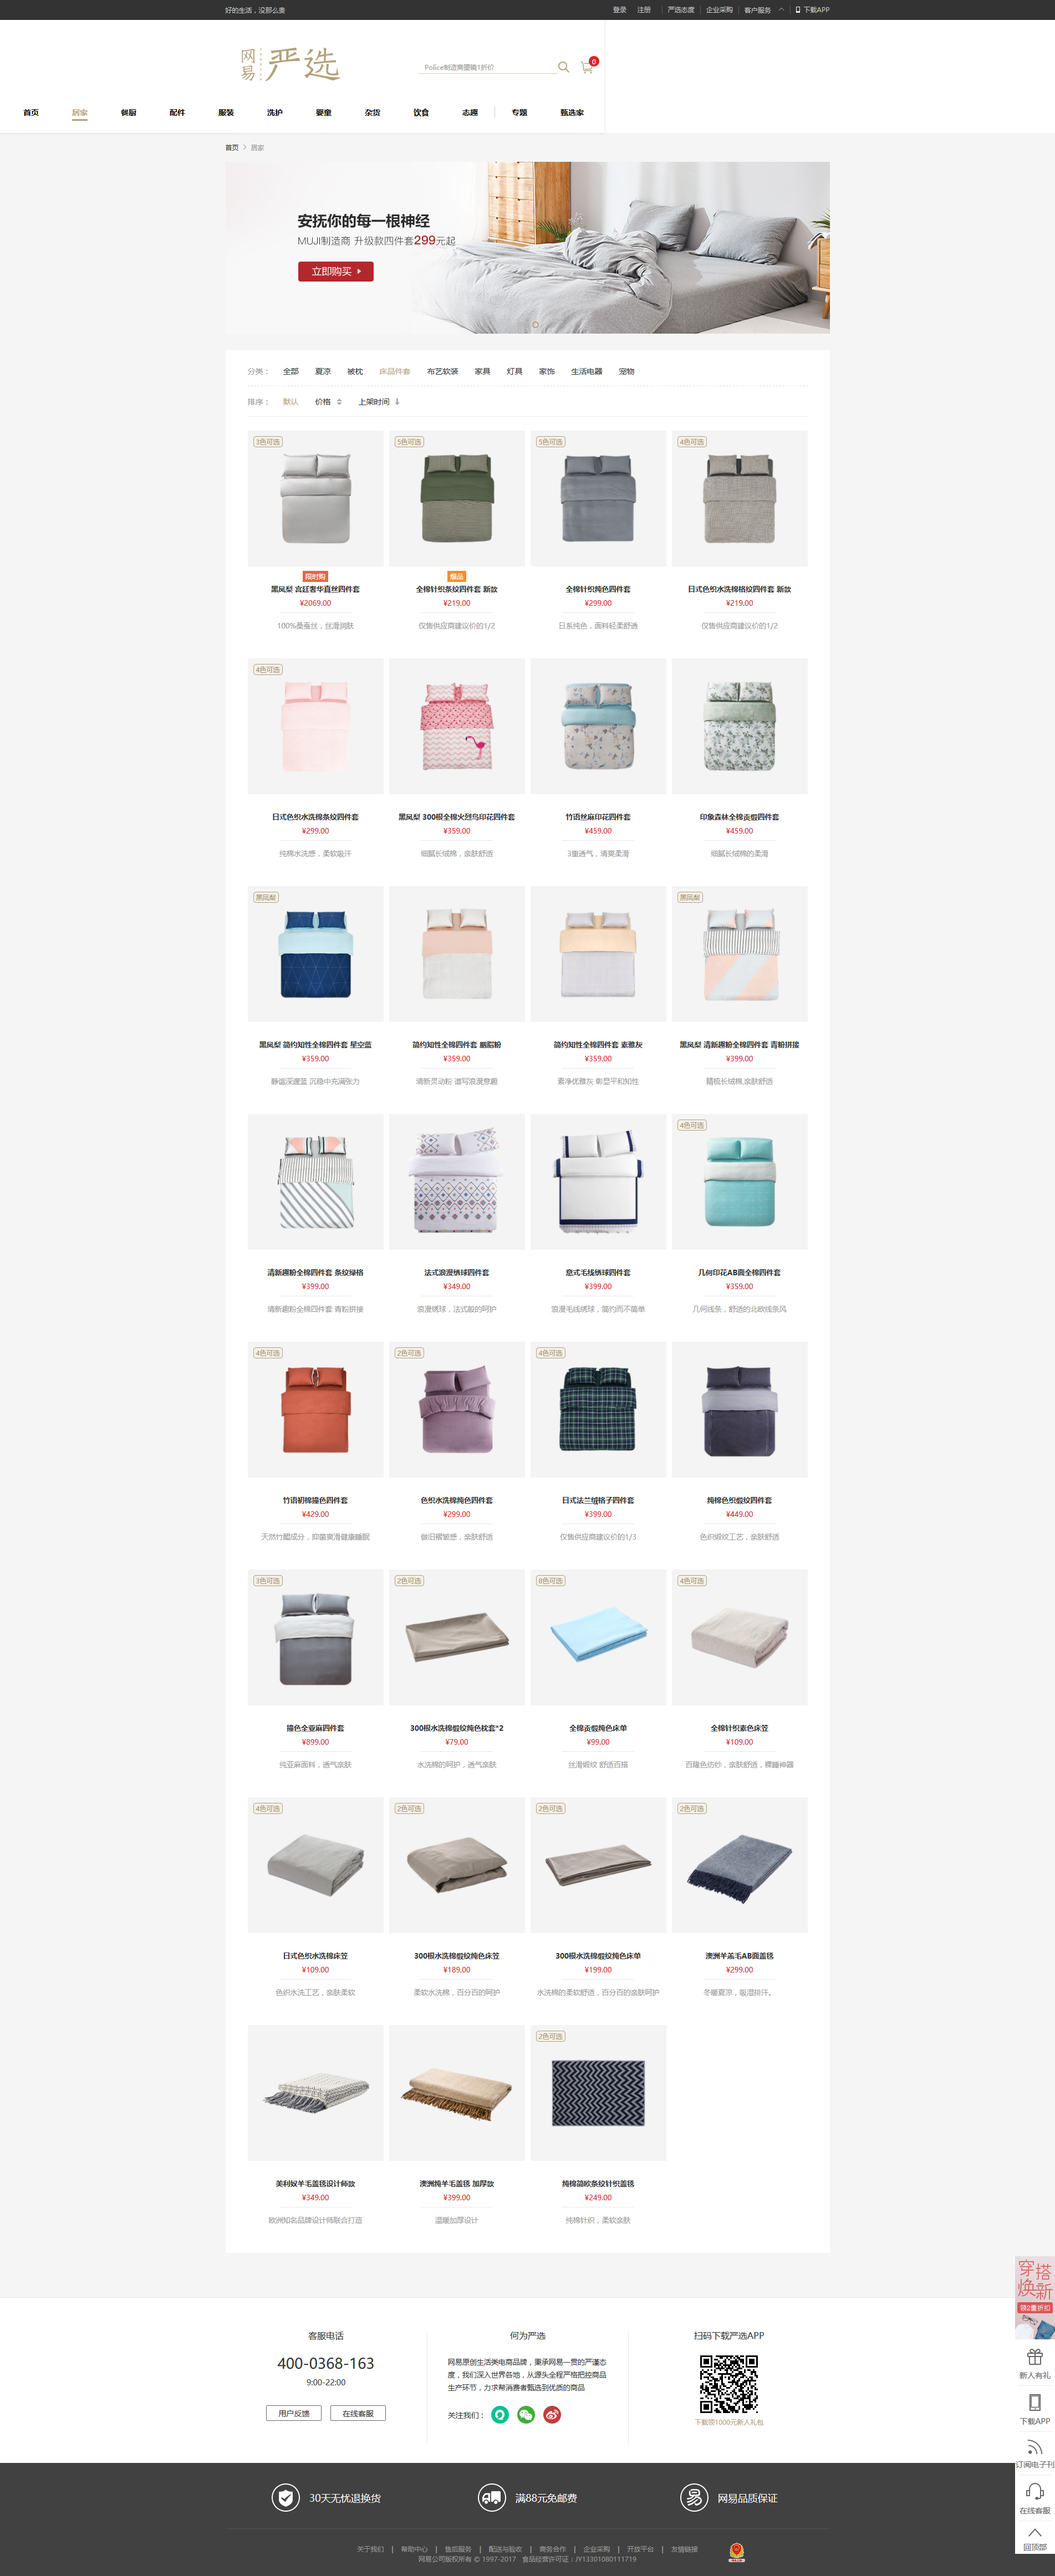 好的生活，没那么贵
登录 注册 严选态度 企业采购 客户服务 下载APP
网易严选
Police制造商墨镜1折价
0
首页 居家 餐厨 配件 服装 洗护 婴童 杂货 饮食 志趣 专题 甄选家
首页 > 居家
安抚你的每一根神经
MUJI制造商 升级款四件套299元起
立即购买
分类： 全部 夏凉 被枕 床品件套 布艺软装 家具 灯具 家饰 生活电器 宠物
排序： 默认 价格 上架时间
3色可选 5色可选 5色可选 4色可选
限时购 爆品
黑凤梨 宫廷奢华真丝四件套 全棉针织条纹四件套 新款 全棉针织纯色四件套 日式色织水洗棉格纹四件套 新款
¥2069.00 ¥219.00 ¥299.00 ¥219.00
100%桑蚕丝，丝滑润肤 仅售供应商建议价的1/2 日系纯色，面料轻柔舒适 仅售供应商建议价的1/2
4色可选
日式色织水洗棉条纹四件套 黑凤梨 300根全棉火烈鸟印花四件套 竹语丝麻印花四件套 印象森林全棉贡缎四件套
¥299.00 ¥359.00 ¥459.00 ¥459.00
纯棉水洗感，柔软吸汗 细腻长绒棉，亲肤舒适 3重透气，清爽柔滑 细腻长绒棉的柔滑
黑凤梨 黑凤梨
黑凤梨 简约知性全棉四件套 星空蓝 简约知性全棉四件套 胭脂粉 简约知性全棉四件套 素雅灰 黑凤梨 清新趣粉全棉四件套 青粉拼接
¥359.00 ¥359.00 ¥359.00 ¥399.00
静谧深邃蓝 沉稳中充满张力 清新灵动粉 谱写浪漫意趣 素净优雅灰 彰显平和知性 精梳长绒棉,亲肤舒适
4色可选
清新趣粉全棉四件套 条纹绿格 法式浪漫绣球四件套 意式毛线绣球四件套 几何印花AB面全棉四件套
¥399.00 ¥349.00 ¥399.00 ¥359.00
清新趣粉全棉四件套 青粉拼接 浪漫绣球，法式般的呵护 浪漫毛线绣球，简约而不简单 几何线条，舒适的北欧线条风
4色可选 2色可选 4色可选
竹语初棉撞色四件套 色织水洗棉纯色四件套 日式法兰绒格子四件套 纯棉色织缎纹四件套
¥429.00 ¥299.00 ¥399.00 ¥449.00
天然竹醌成分，抑菌爽滑健康睡眠 做旧褶皱感，亲肤舒适 仅售供应商建议价的1/3 色织缎纹工艺，亲肤舒适
3色可选 2色可选 8色可选 4色可选
撞色全亚麻四件套 300根水洗棉缎纹纯色枕套*2 全棉贡缎纯色床单 全棉针织素色床笠
¥899.00 ¥79.00 ¥99.00 ¥109.00
纯亚麻面料，透气亲肤 水洗棉的呵护，透气亲肤 丝滑缎纹 舒适百搭 百隆色纺纱，亲肤舒适，裸睡神器
4色可选 2色可选 2色可选 2色可选
日式色织水洗棉床笠 300根水洗棉缎纹纯色床笠 300根水洗棉缎纹纯色床单 澳洲羊羔毛AB面盖毯
¥109.00 ¥189.00 ¥199.00 ¥299.00
色织水洗工艺，亲肤柔软 柔软水洗棉，百分百的呵护 水洗棉的柔软舒适，百分百的亲肤呵护 冬暖夏凉，吸湿排汗。
2色可选
美利奴羊毛盖毯设计师款 澳洲纯羊毛盖毯 加厚款 纯棉简欧条纹针织盖毯
¥349.00 ¥399.00 ¥249.00
欧洲知名品牌设计师联合打造 温暖加厚设计 纯棉针织，柔软亲肤
穿搭
焕新
领2重折扣
新人有礼
下载APP
订阅电子刊
在线客服
回顶部
客服电话
400-0368-163
9:00-22:00
用户反馈 在线客服
何为严选
网易原创生活类电商品牌，秉承网易一贯的严谨态
度，我们深入世界各地，从源头全程严格把控商品
生产环节，力求帮消费者甄选到优质的商品
关注我们：
扫码下载严选APP
下载领1000元新人礼包
30天无忧退换货 满88元免邮费 易 网易品质保证
关于我们 | 帮助中心 | 售后服务 | 配送与验收 | 商务合作 | 企业采购 | 开放平台 | 友情链接
网易公司版权所有 © 1997-2017 食品经营许可证：JY13301080111719